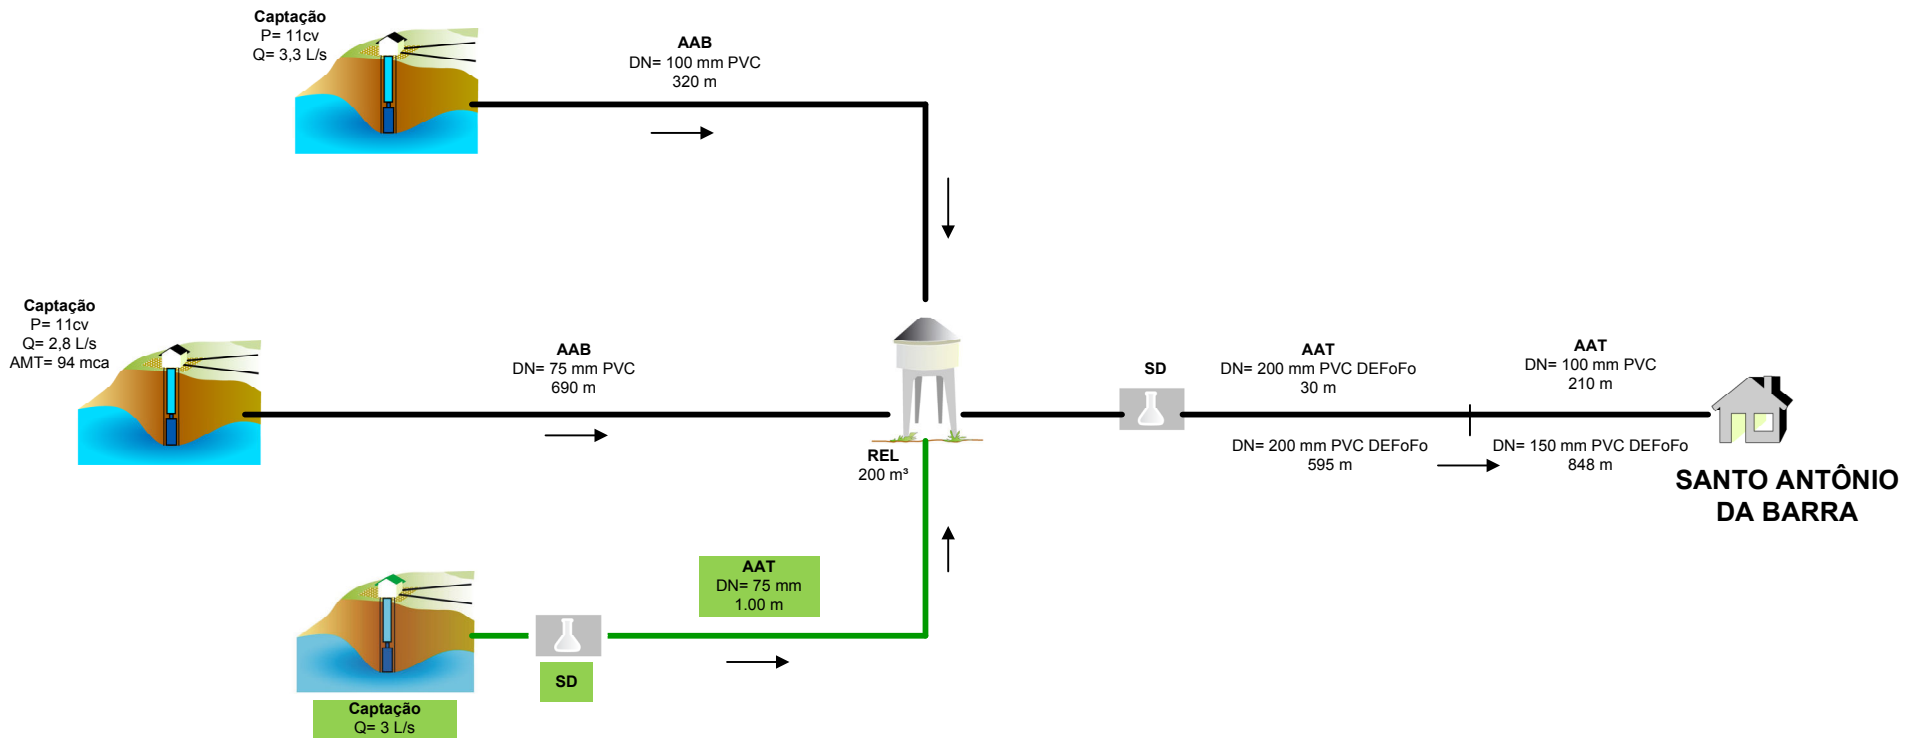 Captação
P= 11cv
Q= 3,3 L/s
AAB
DN= 100 mm PVC
320 m
Captação
P= 11cv
Q= 2,8 L/s
AMT= 94 mca
AAB
DN= 75 mm PVC
690 m
REL
200 m³
SD
AAT
DN= 200 mm PVC DEFoFo
30 m
AAT
DN= 100 mm PVC
210 m
DN= 200 mm PVC DEFoFo
595 m
DN= 150 mm PVC DEFoFo
848 m
SANTO ANTÔNIO
DA BARRA
AAT
DN= 75 mm
1.00 m
SD
Captação
Q= 3 L/s